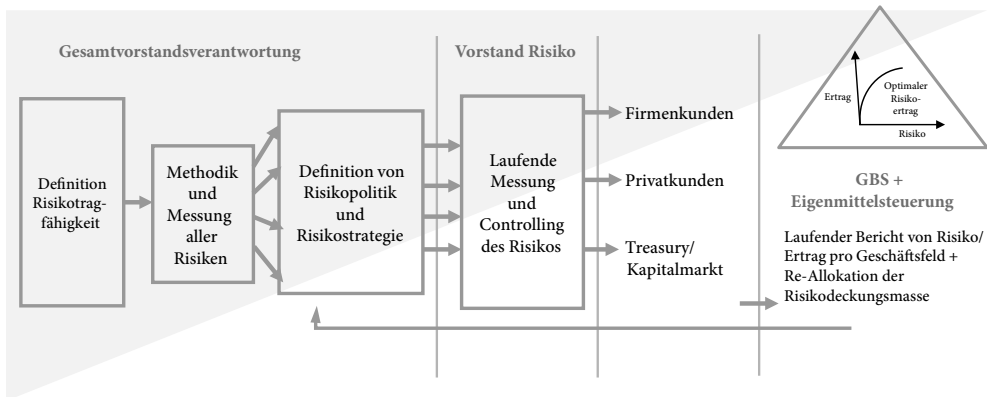 Gesamtvorstandsverantwortung
Vorstand Risiko
Definition
Risikotrag-
fähigkeit
Methodik
und
Messung
aller
Risiken
Definition von
Risikopolitik
und
Risikostrategie
Laufende
Messung
und
Controlling
des Risikos
Firmenkunden
Privatkunden
Treasury/
Kapitalmarkt
Ertrag
Optimaler
Risiko-
ertrag
Risiko
GBS +
Eigenmittelsteuerung
Laufender Bericht von Risiko/
Ertrag pro Geschäftsfeld +
Re-Allokation der
Risikodeckungsmasse